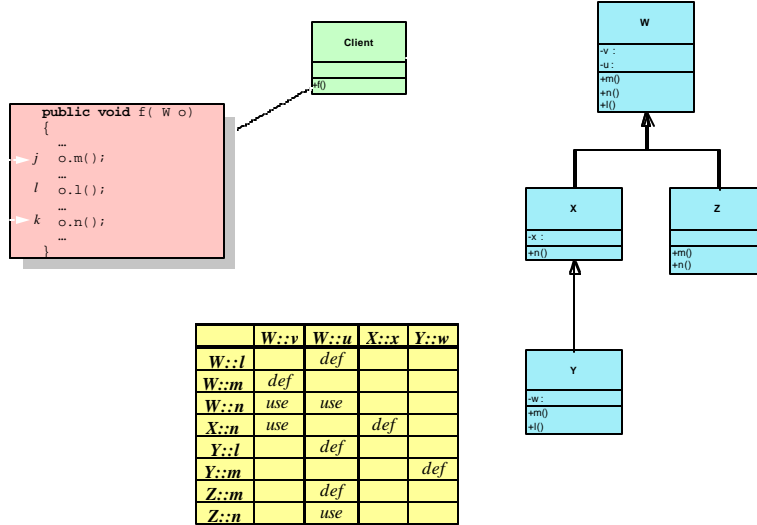 Client
+f()
public void f( W o)
{
…
j o.m();
…
l o.l();
…
k o.n();
…
}
W
-v :
-u :
+m()
+n()
+l()
X
-x :
+n()
Z
+m()
+n()
Y
-w :
+m()
+l()
W::v W::u X::x Y::w
W::l def
W::m def
W::n use use
X::n use def
Y::l def
Y::m def
Z::m def
Z::n use